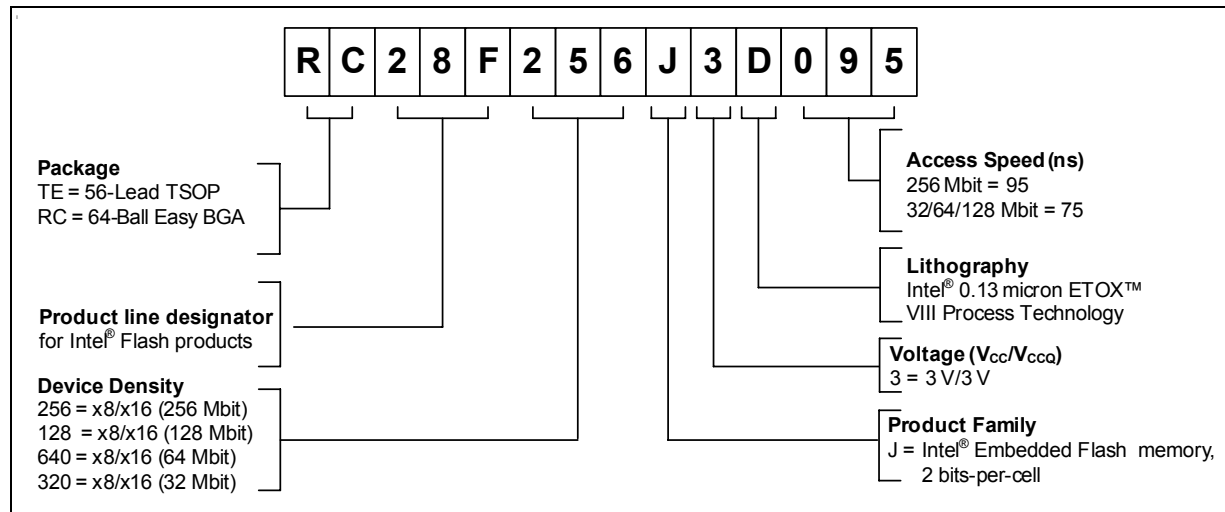 R C 2 8 F 2 5 6 J 3 D 0 9 5
Package
TE = 56-Lead TSOP
RC = 64-Ball Easy BGA
Product line designator
for Intel® Flash products
Device Density
256 = x8/x16 (256 Mbit)
128 = x8/x16 (128 Mbit)
640 = x8/x16 (64 Mbit)
320 = x8/x16 (32 Mbit)
Access Speed (ns)
256 Mbit = 95
32/64/128 Mbit = 75
Lithography
Intel® 0.13 micron ETOX™
VIII Process Technology
Voltage (VCC/VCCQ)
3 = 3 V/3 V
Product Family
J = Intel® Embedded Flash memory,
2 bits-per-cell